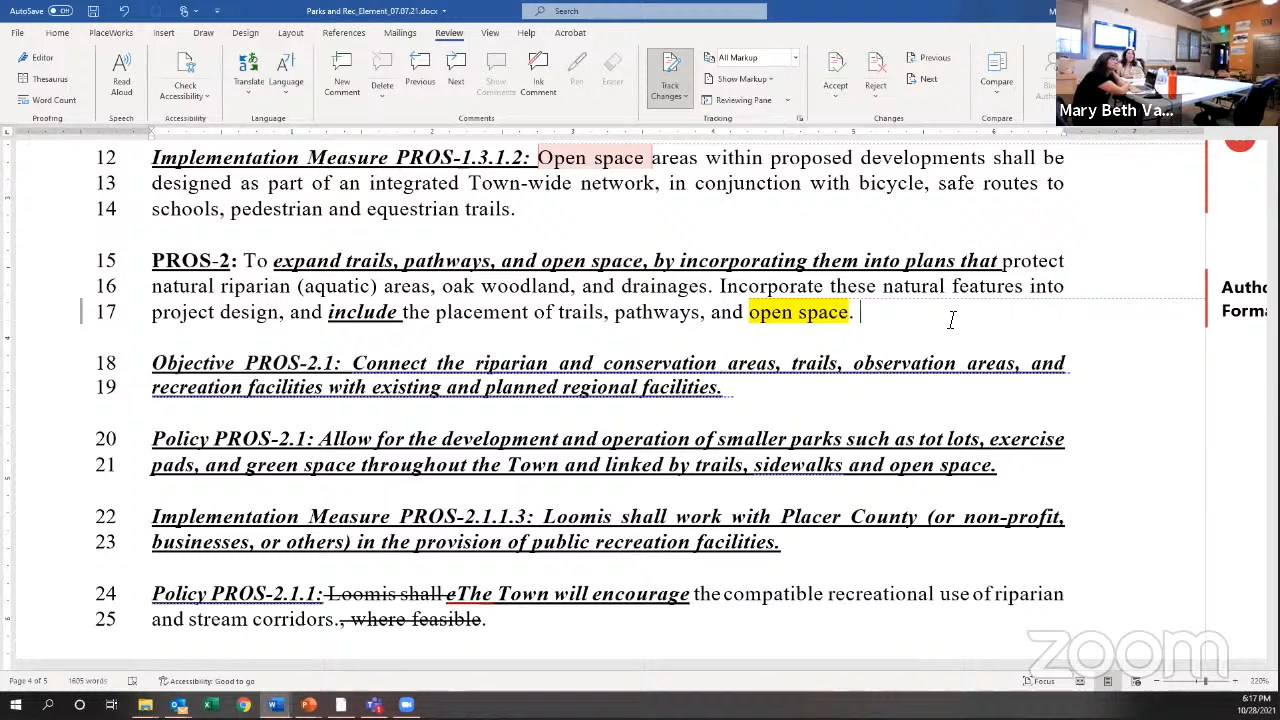 AutoSave Off Parks and Rec_Element_07.07.21.docx Search
File Home PlaceWorks Insert Draw Design Layout References Mailings Review View Help Acrobat
Editor
Thesaurus
Word Count
Proofing
Read Aloud
Speech
Check Accessibility
Accessibility
Translate
Language
Language
New Comment
Delete
Previous
Next
Show Comments
Ink Comment
Pen
Eraser
Comments
Track Changes
All Markup
Show Markup
Reviewing Pane
Tracking
Accept
Reject
Previous
Next
Changes
Compare
Compare
Mary Beth Va...
12 Implementation Measure PROS-1.3.1.2: Open space areas within proposed developments shall be
13 designed as part of an integrated Town-wide network, in conjunction with bicycle, safe routes to
14 schools, pedestrian and equestrian trails.
15 PROS-2: To expand trails, pathways, and open space, by incorporating them into plans that protect
16 natural riparian (aquatic) areas, oak woodland, and drainages. Incorporate these natural features into
17 project design, and include the placement of trails, pathways, and open space.
Autho
Forma
18 Objective PROS-2.1: Connect the riparian and conservation areas, trails, observation areas, and
19 recreation facilities with existing and planned regional facilities.
20 Policy PROS-2.1: Allow for the development and operation of smaller parks such as tot lots, exercise
21 pads, and green space throughout the Town and linked by trails, sidewalks and open space.
22 Implementation Measure PROS-2.1.1.3: Loomis shall work with Placer County (or non-profit,
23 businesses, or others) in the provision of public recreation facilities.
24 Policy PROS-2.1.1: Loomis shall eThe Town will encourage the compatible recreational use of riparian
25 and stream corridors., where feasible.
zoom
Page 4 of 5 1605 words Accessibility: Good to go Focus 220%
6:17 PM
10/28/2021